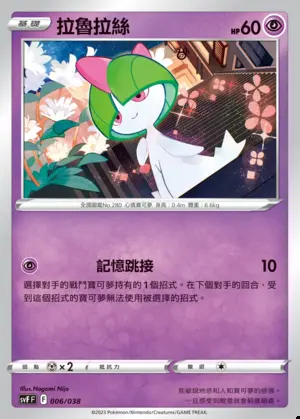 基礎 拉魯拉絲 HP60
全國圖鑑No.280 心情寶可夢 身高:0.4m 體重:6.6kg
記憶跳接 10
選擇對手的戰鬥寶可夢持有的1個招式。在下個對手的回合,受
到這個招式的寶可夢無法使用被選擇的招式。
弱點 ×2 抵抗力 撤退
Illus.Nagomi Nijo
SVF F F 006/038
©2023 Pokémon/Nintendo/Creatures/GAME FREAK.